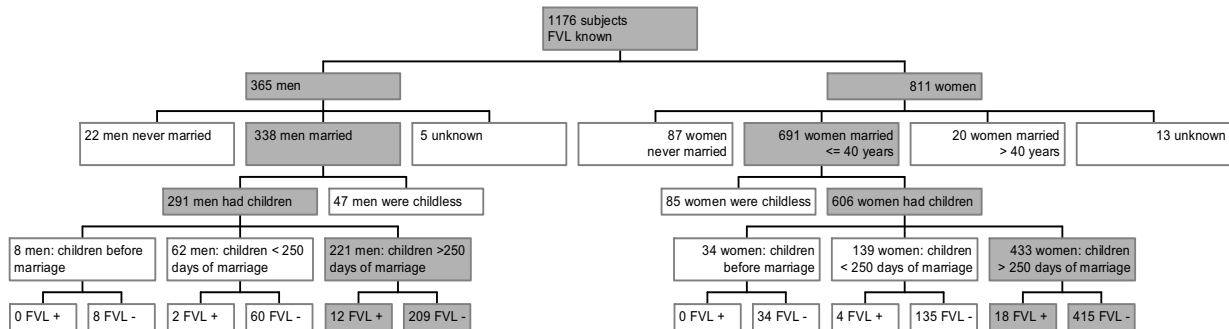 1176 subjects
FVL known
365 men
811 women
22 men never married
338 men married
5 unknown
87 women
never married
691 women married
<= 40 years
20 women married
> 40 years
13 unknown
291 men had children
47 men were childless
85 women were childless
606 women had children
8 men: children before
marriage
62 men: children < 250
days of marriage
221 men: children >250
days of marriage
34 women: children
before marriage
139 women: children
< 250 days of marriage
433 women: children
> 250 days of marriage
0 FVL +
8 FVL -
2 FVL +
60 FVL -
12 FVL +
209 FVL -
0 FVL +
34 FVL -
4 FVL +
135 FVL -
18 FVL +
415 FVL -